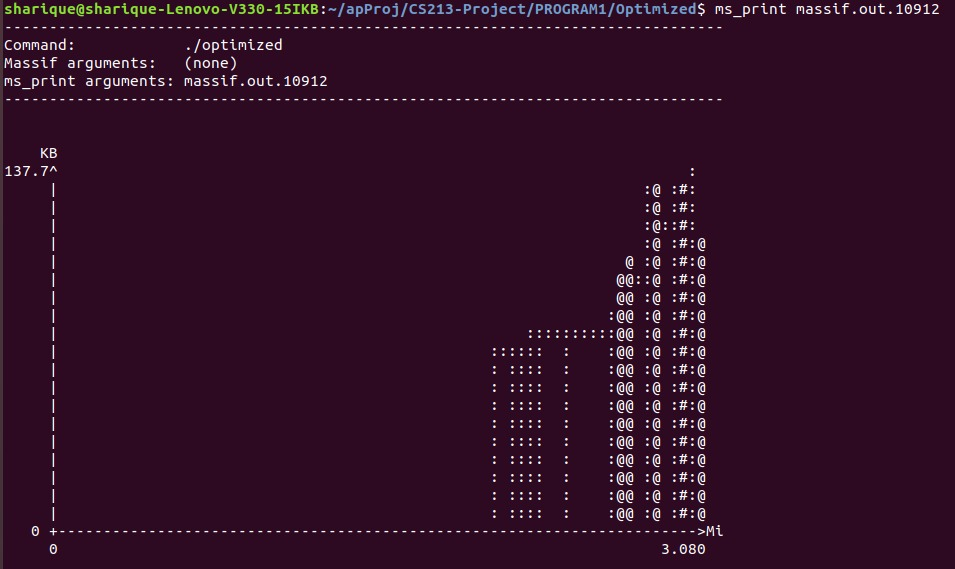 sharique@sharique-Lenovo-V330-15IKB:~/apProj/CS213-Project/PROGRAM1/Optimized$ ms_print massif.out.10912
--------------------------------------------------------------------------------
Command:            ./optimized
Massif arguments:   (none)
ms_print arguments: massif.out.10912
--------------------------------------------------------------------------------
    KB
137.7^                                                                      :
     |                                                                 :@ :#:
     |                                                                 :@ :#:
     |                                                                 :@::#:
     |                                                                 :@ :#:@
     |                                                               @ :@ :#:@
     |                                                              @@::@ :#:@
     |                                                              @@ :@ :#:@
     |                                                             :@@ :@ :#:@
     |                                                    ::::::::::@@ :@ :#:@
     |                                                ::::::  :    :@@ :@ :#:@
     |                                                : ::::  :    :@@ :@ :#:@
     |                                                : ::::  :    :@@ :@ :#:@
     |                                                : ::::  :    :@@ :@ :#:@
     |                                                : ::::  :    :@@ :@ :#:@
     |                                                : ::::  :    :@@ :@ :#:@
     |                                                : ::::  :    :@@ :@ :#:@
     |                                                : ::::  :    :@@ :@ :#:@
     |                                                : ::::  :    :@@ :@ :#:@
     |                                                : ::::  :    :@@ :@ :#:@
   0 +----------------------------------------------------------------------->Mi
     0                                                                   3.080